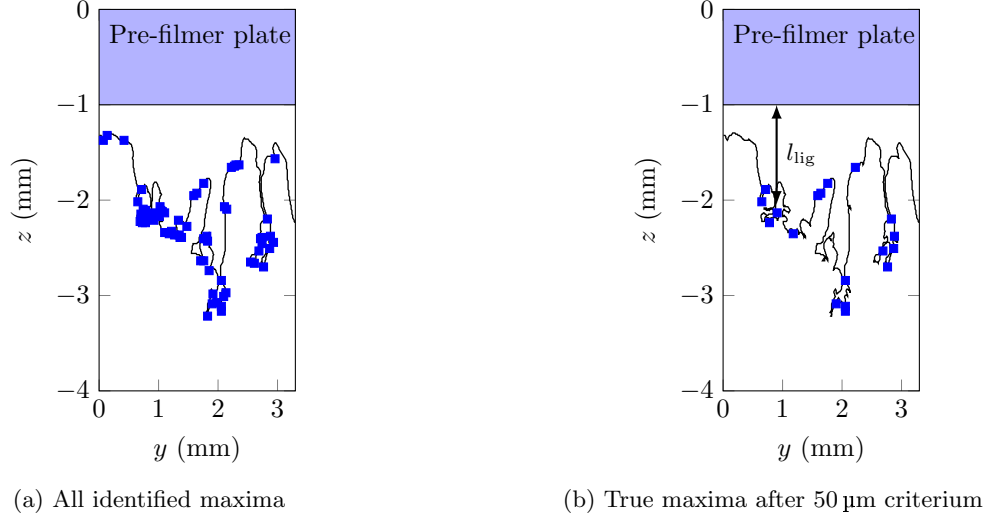 0
Pre-filmer plate
−1
−2
−3
−4
z (mm)
0 1 2 3
y (mm)
(a) All identified maxima
0
Pre-filmer plate
−1
l_lig
−2
−3
−4
z (mm)
0 1 2 3
y (mm)
(b) True maxima after 50 µm criterium